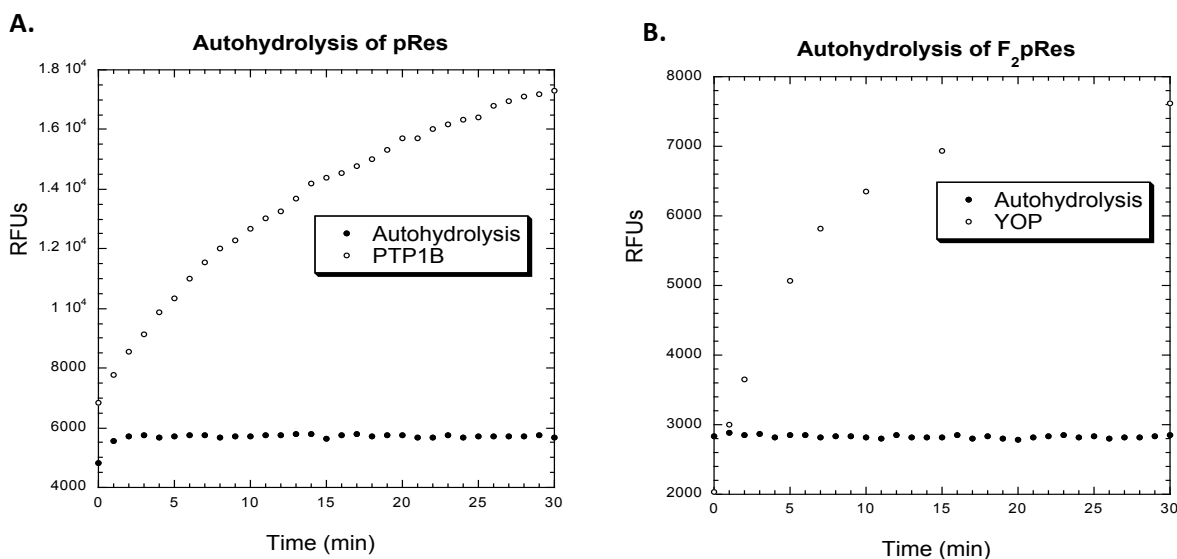 A.
Autohydrolysis of pRes
1.8 10⁴
1.6 10⁴
1.4 10⁴
1.2 10⁴
1 10⁴
8000
6000
4000
RFUs
Autohydrolysis
PTP1B
0 5 10 15 20 25 30
Time (min)
B.
Autohydrolysis of F₂pRes
8000
7000
6000
5000
4000
3000
2000
RFUs
Autohydrolysis
YOP
0 5 10 15 20 25 30
Time (min)